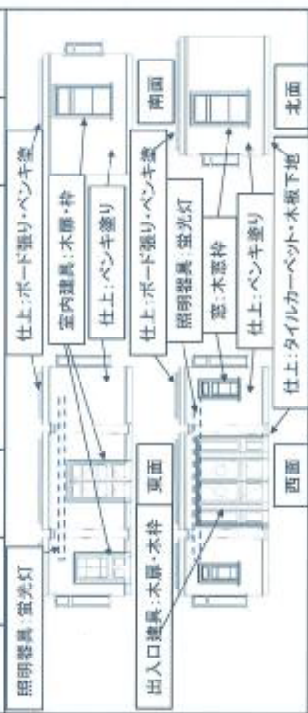 照明器具:蛍光灯
仕上:ボード張り・ペンキ塗
室内建具:木扉・枠
仕上:ペンキ塗り
東面
南面
出入口建具:木扉・木枠
仕上:ボード張り・ペンキ塗
照明器具:蛍光灯
窓:木窓枠
仕上:ペンキ塗り
仕上:タイルカーペット・木板下地
西面
北面